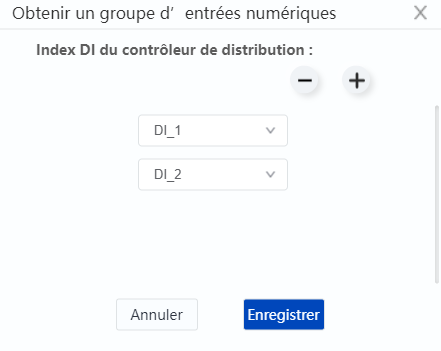 Obtenir un groupe d’entrées numériques
Index DI du contrôleur de distribution :
DI_1
DI_2
Annuler
Enregistrer